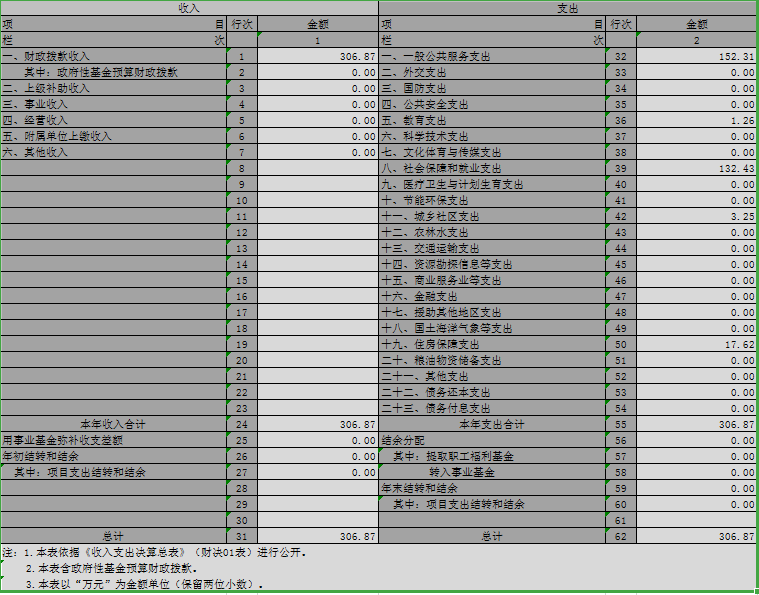 收入 支出
项 目 行次 金额 项 目 行次 金额
栏 次 1 栏 次 2
一、财政拨款收入 1 306.87 一、一般公共服务支出 32 152.31
其中：政府性基金预算财政拨款 2 0.00 二、外交支出 33 0.00
二、上级补助收入 3 0.00 三、国防支出 34 0.00
三、事业收入 4 0.00 四、公共安全支出 35 0.00
四、经营收入 5 0.00 五、教育支出 36 1.26
五、附属单位上缴收入 6 0.00 六、科学技术支出 37 0.00
六、其他收入 7 0.00 七、文化体育与传媒支出 38 0.00
8 八、社会保障和就业支出 39 132.43
9 九、医疗卫生与计划生育支出 40 0.00
10 十、节能环保支出 41 0.00
11 十一、城乡社区支出 42 3.25
12 十二、农林水支出 43 0.00
13 十三、交通运输支出 44 0.00
14 十四、资源勘探信息等支出 45 0.00
15 十五、商业服务业等支出 46 0.00
16 十六、金融支出 47 0.00
17 十七、援助其他地区支出 48 0.00
18 十八、国土海洋气象等支出 49 0.00
19 十九、住房保障支出 50 17.62
20 二十、粮油物资储备支出 51 0.00
21 二十一、其他支出 52 0.00
22 二十二、债务还本支出 53 0.00
23 二十三、债务付息支出 54 0.00
本年收入合计 24 306.87 本年支出合计 55 306.87
用事业基金弥补收支差额 25 0.00 结余分配 56 0.00
年初结转和结余 26 0.00 其中：提取职工福利基金 57 0.00
其中：项目支出结转和结余 27 0.00 转入事业基金 58 0.00
28 年末结转和结余 59 0.00
29 其中：项目支出结转和结余 60 0.00
30 61
总计 31 306.87 总计 62 306.87
注：1.本表依据《收入支出决算总表》（财决01表）进行公开。
2.本表含政府性基金预算财政拨款。
3.本表以“万元”为金额单位（保留两位小数）.